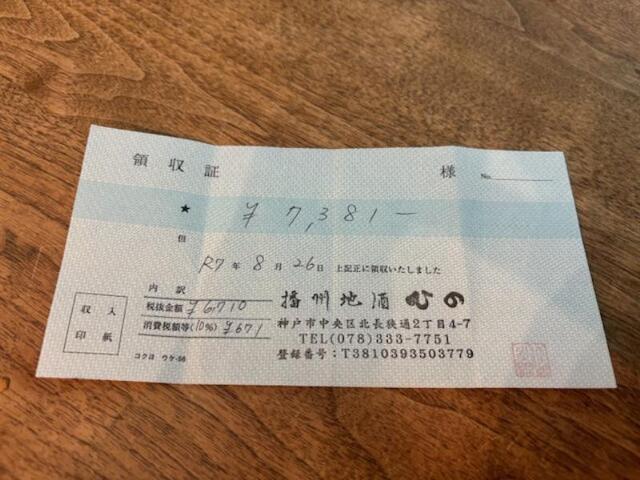 領収証 様 No.
★ ¥7,381-
但
R7年 8月 26日 上記正に領収いたしました
内訳
税抜金額 ¥6710
消費税額等(10%) ¥671
収入
印紙
コクヨ ウケ-56
播州地酒 ひの
神戸市中央区北長狭通2丁目4-7
TEL(078)333-7751
登録番号:T3810393503779